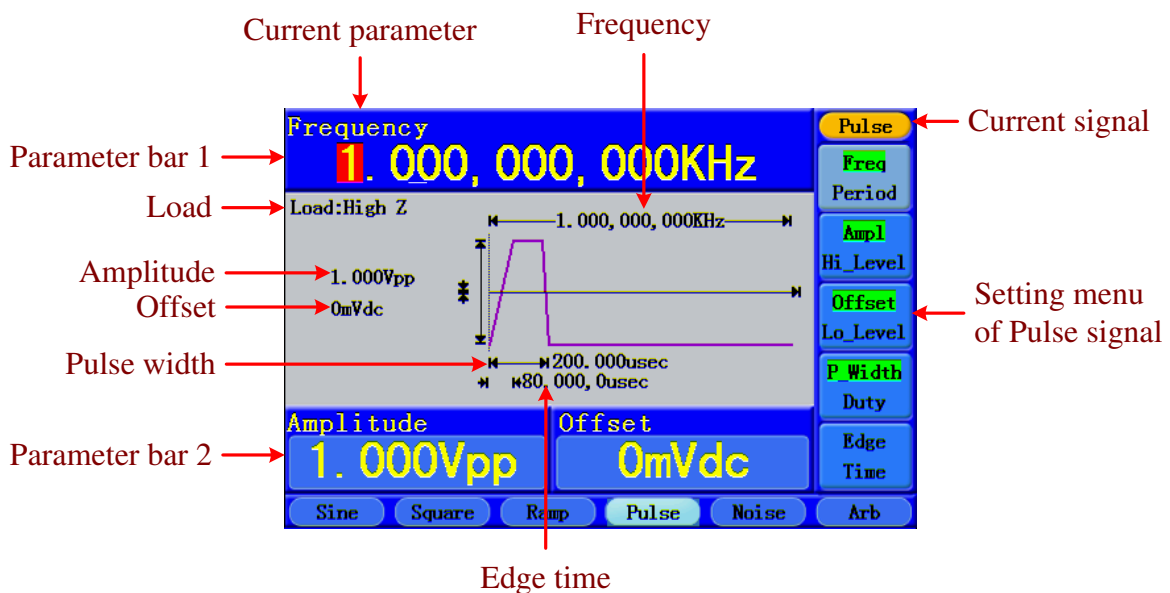 Current parameter
Frequency
Frequency
1. 000, 000, 000KHz
Pulse
Current signal
Parameter bar 1
Freq
Period
Load
Load:High Z
1.000, 000, 000KHz
Ampl
Hi_Level
Amplitude
1.000Vpp
Offset
0mVdc
Offset
Lo_Level
Setting menu
of Pulse signal
Pulse width
200. 000usec
80. 000, 0usec
P_Width
Duty
Amplitude
Offset
Parameter bar 2
1. 000Vpp
0mVdc
Edge
Time
Sine
Square
Ramp
Pulse
Noise
Arb
Edge time